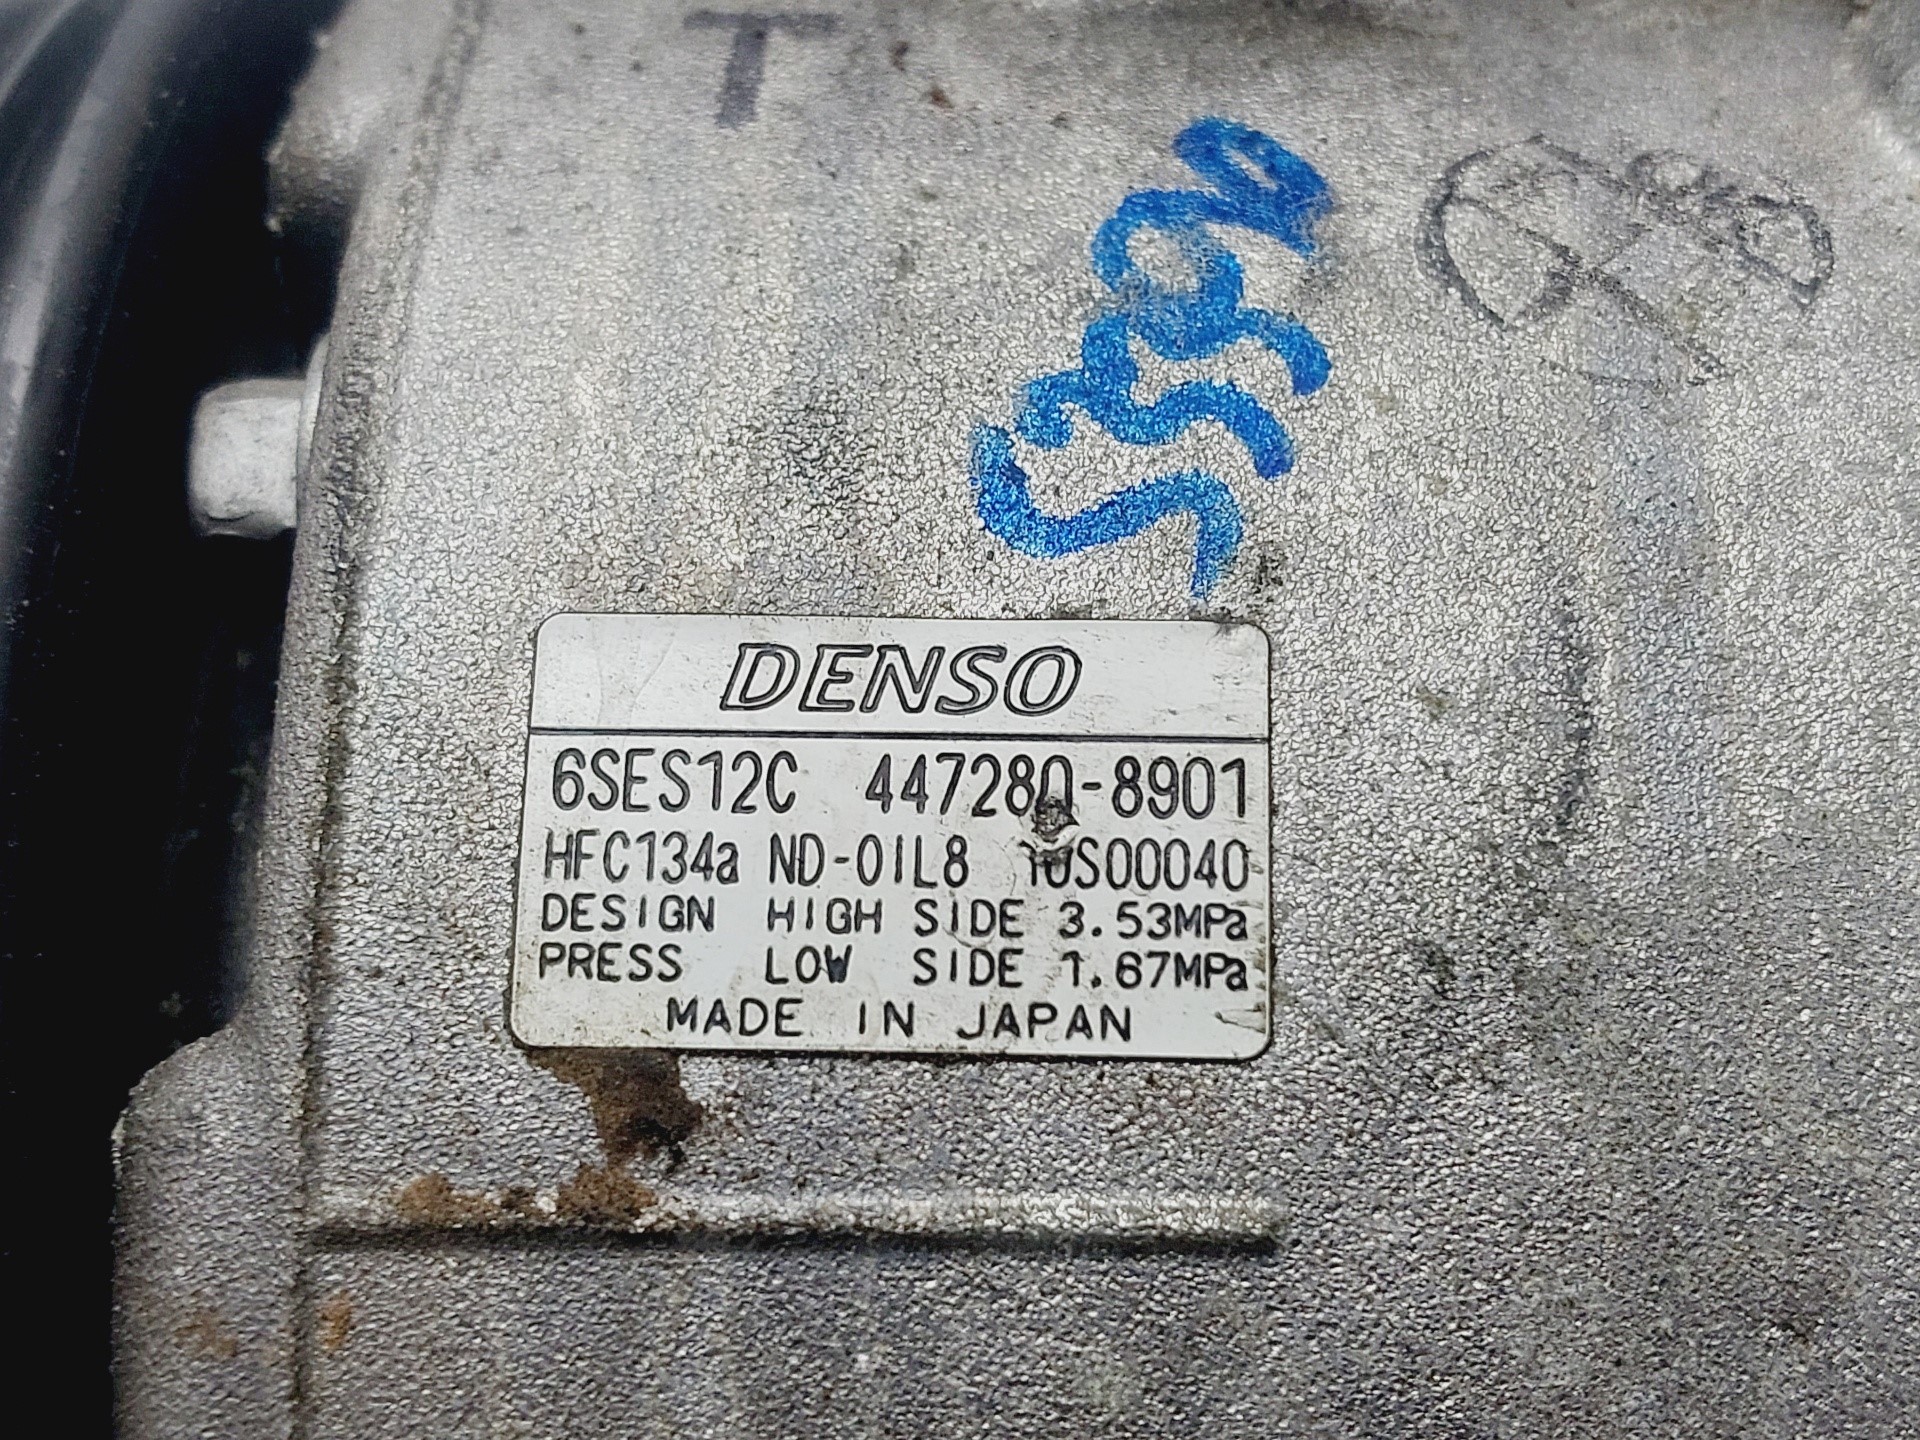 T
DENSO
6SES12C 447280-8901
HFC134a ND-OIL8 10S00040
DESIGN HIGH SIDE 3.53MPa
PRESS LOW SIDE 1.67MPa
MADE IN JAPAN